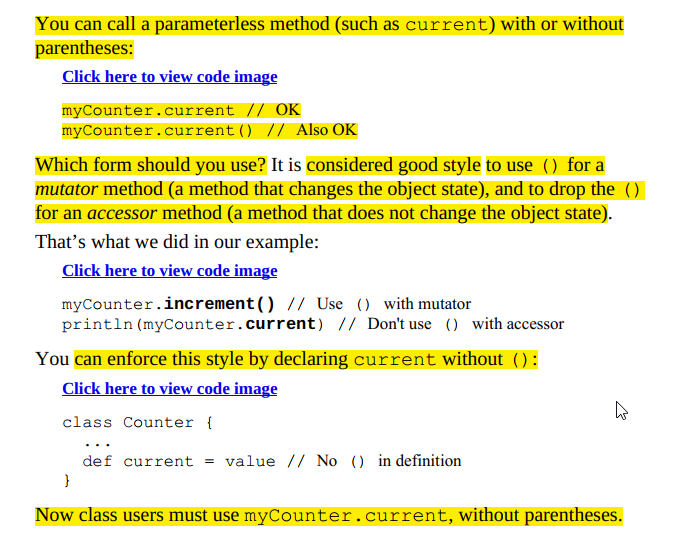 You can call a parameterless method (such as current) with or without
parentheses:
Click here to view code image
myCounter.current // OK
myCounter.current() // Also OK
Which form should you use? It is considered good style to use () for a
mutator method (a method that changes the object state), and to drop the ()
for an accessor method (a method that does not change the object state).
That’s what we did in our example:
Click here to view code image
myCounter.increment() // Use () with mutator
println(myCounter.current) // Don't use () with accessor
You can enforce this style by declaring current without ():
Click here to view code image
class Counter {
...
def current = value // No () in definition
}
Now class users must use myCounter.current, without parentheses.